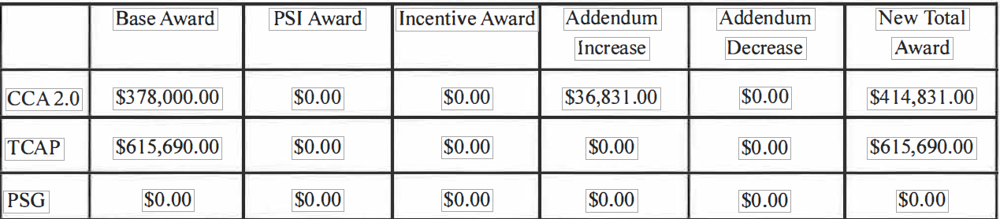 Base Award PSI Award Incentive Award Addendum Increase Addendum Decrease New Total Award
CCA 2.0 $378,000.00 $0.00 $0.00 $36,831.00 $0.00 $414,831.00
TCAP $615,690.00 $0.00 $0.00 $0.00 $0.00 $615,690.00
PSG $0.00 $0.00 $0.00 $0.00 $0.00 $0.00